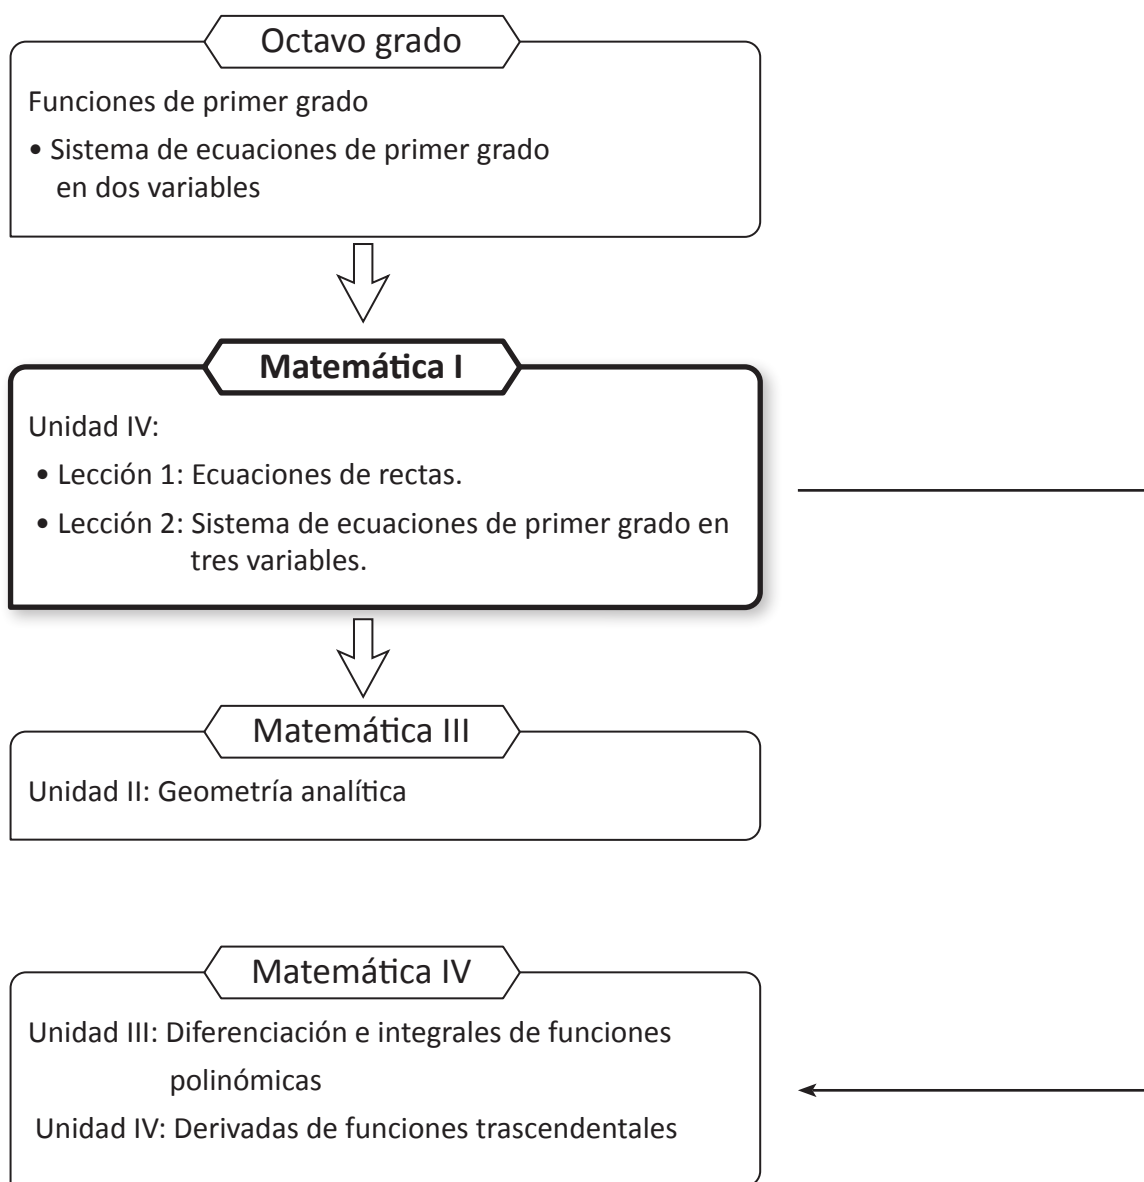 Octavo grado
Funciones de primer grado
• Sistema de ecuaciones de primer grado
en dos variables
Matemática I
Unidad IV:
• Lección 1: Ecuaciones de rectas.
• Lección 2: Sistema de ecuaciones de primer grado en
tres variables.
Matemática III
Unidad II: Geometría analítica
Matemática IV
Unidad III: Diferenciación e integrales de funciones
polinómicas
Unidad IV: Derivadas de funciones trascendentales